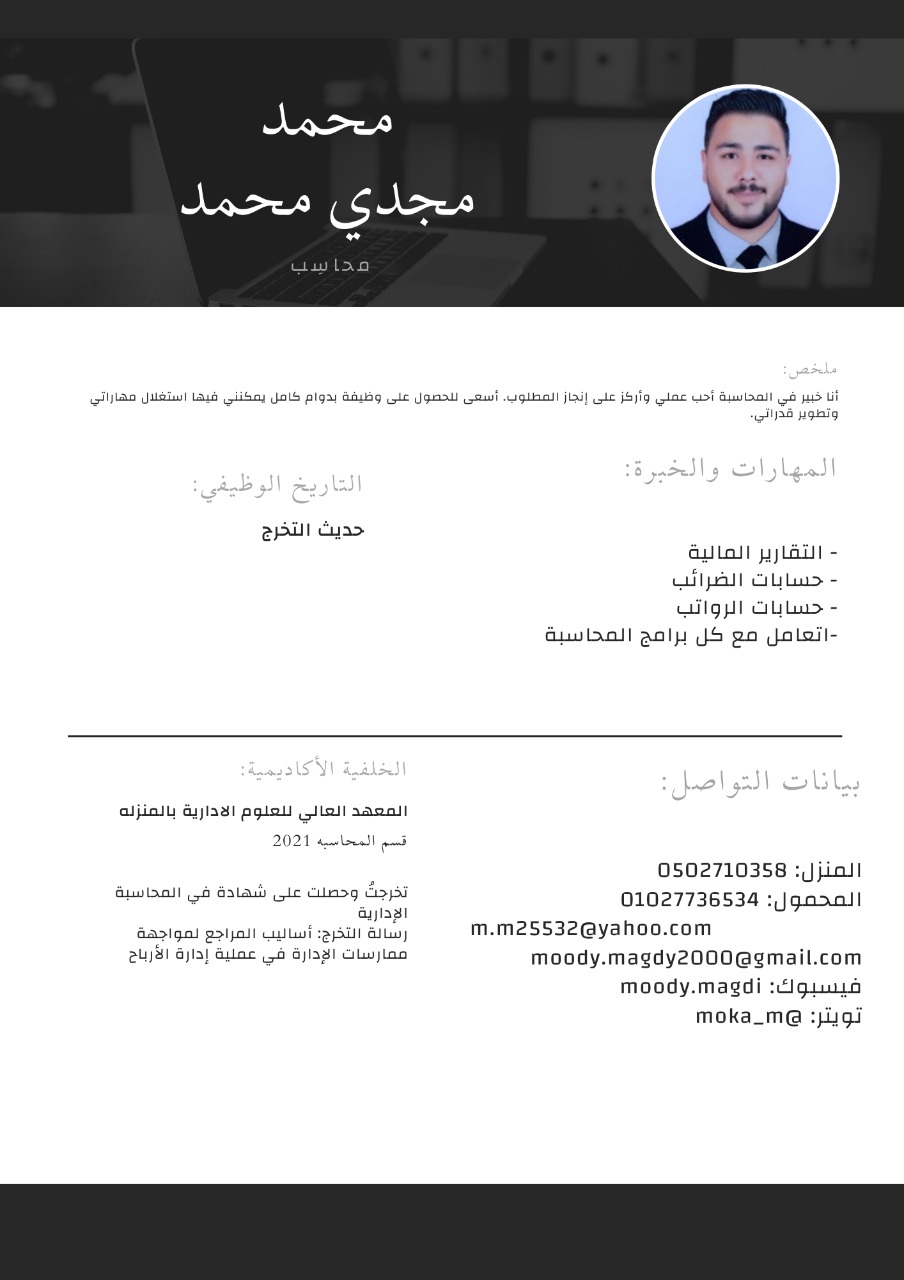 محمد
مجدي محمد
محاسِب
ملخص:
أنا خبير في المحاسبة أحب عملي وأركز على إنجاز المطلوب. أسعى للحصول على وظيفة بدوام كامل يمكنني فيها استغلال مهاراتي
وتطوير قدراتي.
المهارات والخبرة:
- التقارير المالية
- حسابات الضرائب
- حسابات الرواتب
-اتعامل مع كل برامج المحاسبة
التاريخ الوظيفي:
حديث التخرج
بيانات التواصل:
المنزل: 0502710358
المحمول: 01027736534
m.m25532@yahoo.com
moody.magdy2000@gmail.com
فيسبوك: moody.magdi
تويتر: @moka_m
الخلفية الأكاديمية:
المعهد العالي للعلوم الادارية بالمنزله
قسم المحاسبه 2021
تخرجتُ وحصلت على شهادة في المحاسبة
الإدارية
رسالة التخرج: أساليب المراجع لمواجهة
ممارسات الإدارة في عملية إدارة الأرباح